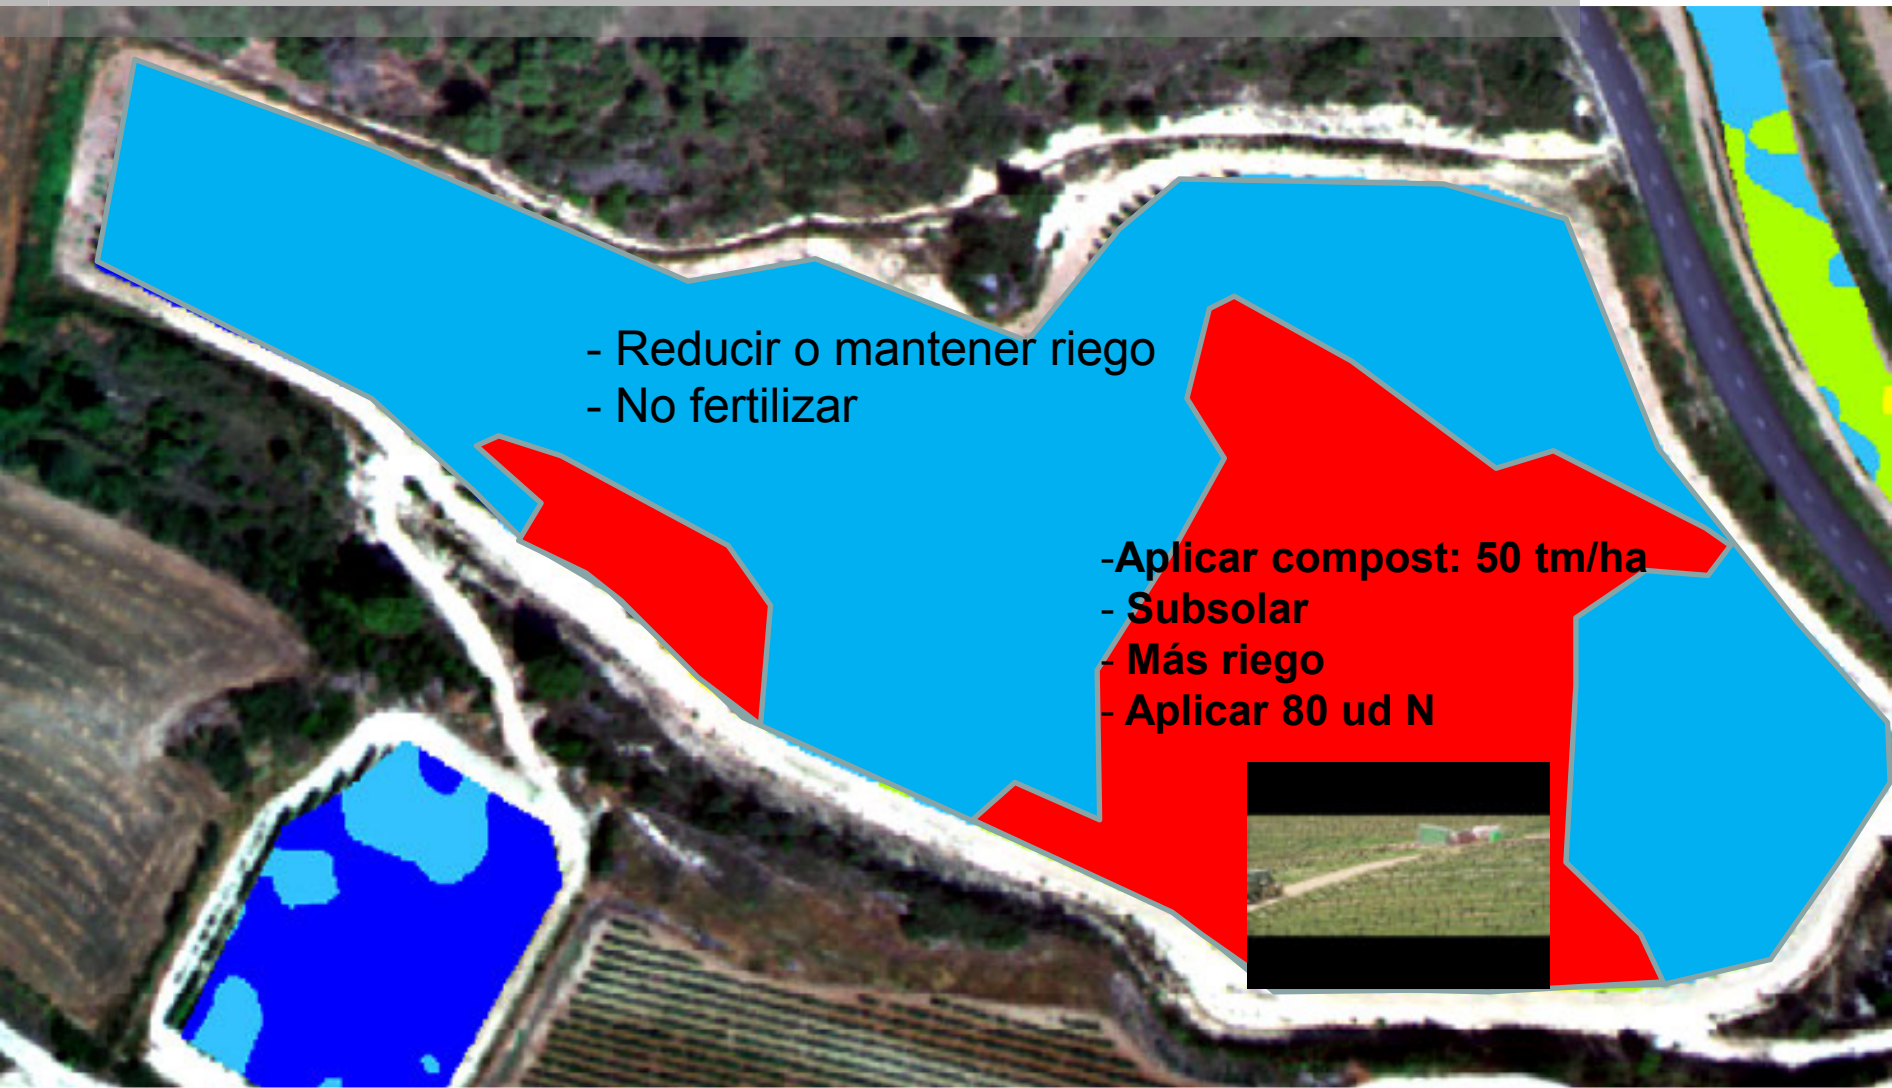 - Reducir o mantener riego
- No fertilizar
-Aplicar compost: 50 tm/ha
- Subsolar
- Más riego
- Aplicar 80 ud N